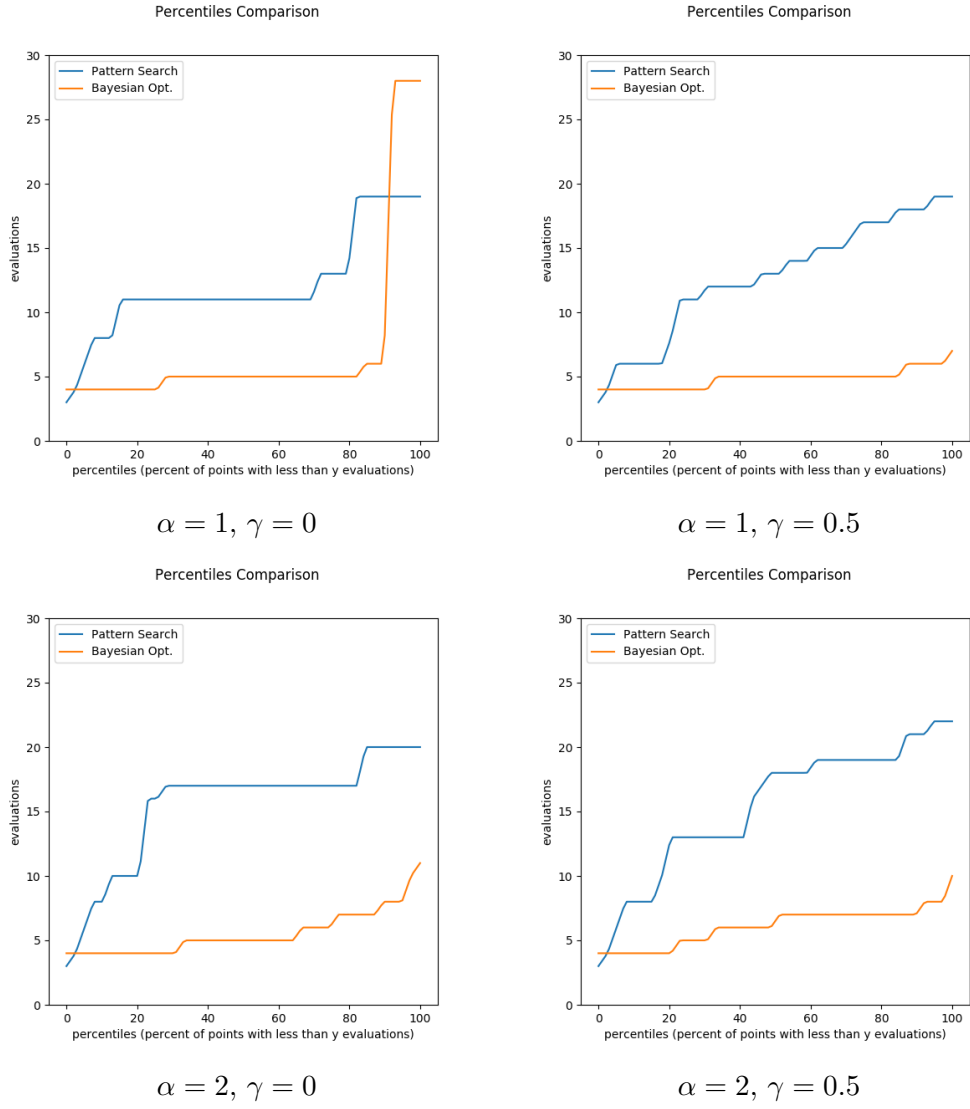 Percentiles Comparison
30
25
20
15
10
5
0
evaluations
Pattern Search
Bayesian Opt.
0 20 40 60 80 100
percentiles (percent of points with less than y evaluations)
α = 1, γ = 0
Percentiles Comparison
30
25
20
15
10
5
0
evaluations
Pattern Search
Bayesian Opt.
0 20 40 60 80 100
percentiles (percent of points with less than y evaluations)
α = 1, γ = 0.5
Percentiles Comparison
30
25
20
15
10
5
0
evaluations
Pattern Search
Bayesian Opt.
0 20 40 60 80 100
percentiles (percent of points with less than y evaluations)
α = 2, γ = 0
Percentiles Comparison
30
25
20
15
10
5
0
evaluations
Pattern Search
Bayesian Opt.
0 20 40 60 80 100
percentiles (percent of points with less than y evaluations)
α = 2, γ = 0.5